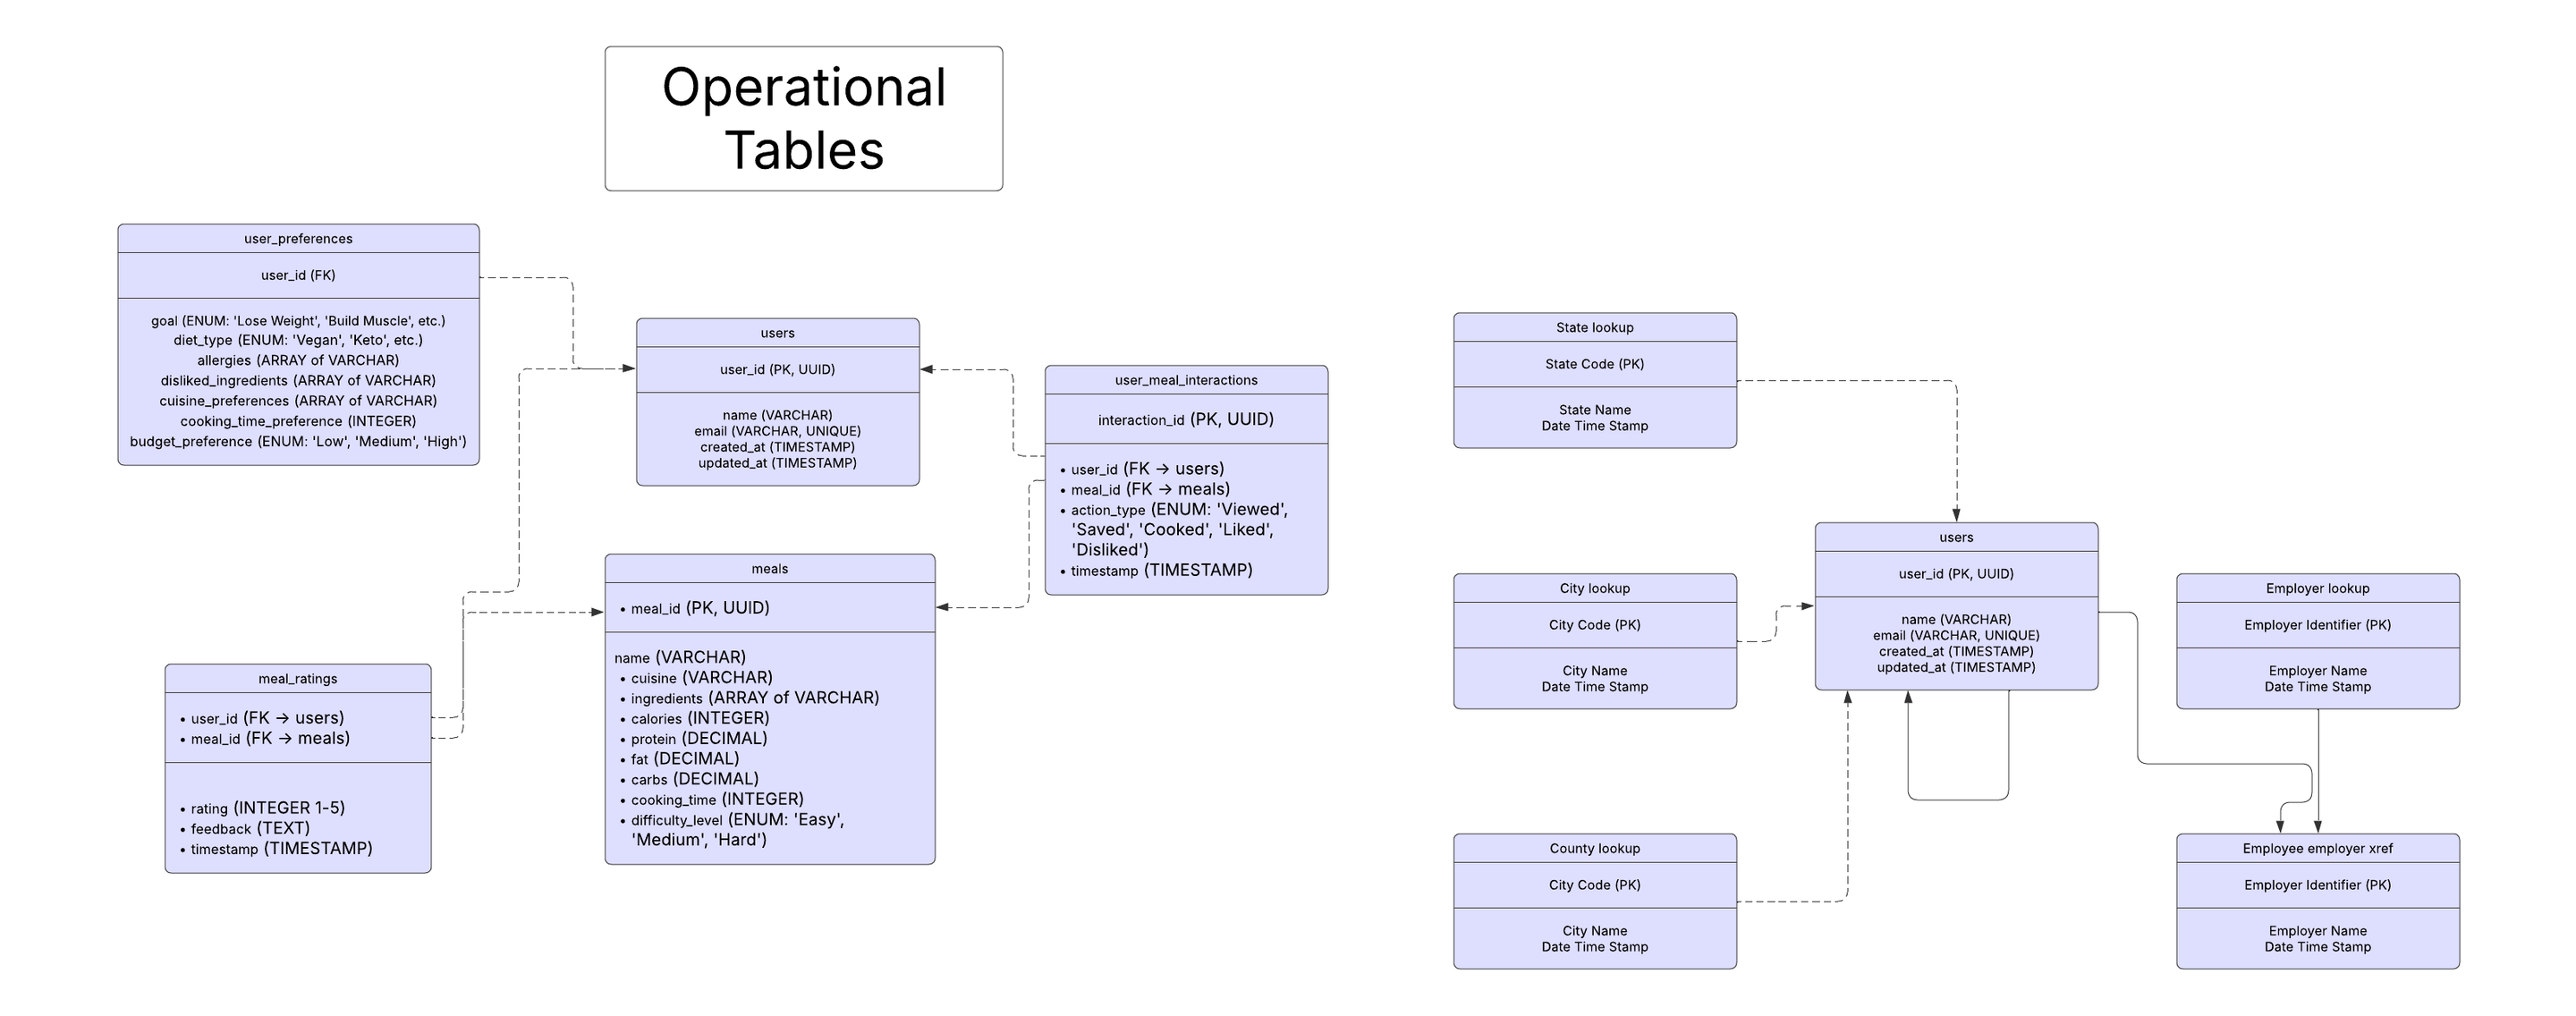 Operational
Tables
user_preferences
user_id (FK)
goal (ENUM: 'Lose Weight', 'Build Muscle', etc.)
diet_type (ENUM: 'Vegan', 'Keto', etc.)
allergies (ARRAY of VARCHAR)
disliked_ingredients (ARRAY of VARCHAR)
cuisine_preferences (ARRAY of VARCHAR)
cooking_time_preference (INTEGER)
budget_preference (ENUM: 'Low', 'Medium', 'High')
users
user_id (PK, UUID)
name (VARCHAR)
email (VARCHAR, UNIQUE)
created_at (TIMESTAMP)
updated_at (TIMESTAMP)
user_meal_interactions
interaction_id (PK, UUID)
• user_id (FK → users)
• meal_id (FK → meals)
• action_type (ENUM: 'Viewed',
'Saved', 'Cooked', 'Liked',
'Disliked')
• timestamp (TIMESTAMP)
meals
• meal_id (PK, UUID)
name (VARCHAR)
• cuisine (VARCHAR)
• ingredients (ARRAY of VARCHAR)
• calories (INTEGER)
• protein (DECIMAL)
• fat (DECIMAL)
• carbs (DECIMAL)
• cooking_time (INTEGER)
• difficulty_level (ENUM: 'Easy',
'Medium', 'Hard')
meal_ratings
• user_id (FK → users)
• meal_id (FK → meals)
• rating (INTEGER 1-5)
• feedback (TEXT)
• timestamp (TIMESTAMP)
State lookup
State Code (PK)
State Name
Date Time Stamp
City lookup
City Code (PK)
City Name
Date Time Stamp
County lookup
City Code (PK)
City Name
Date Time Stamp
users
user_id (PK, UUID)
name (VARCHAR)
email (VARCHAR, UNIQUE)
created_at (TIMESTAMP)
updated_at (TIMESTAMP)
Employer lookup
Employer Identifier (PK)
Employer Name
Date Time Stamp
Employee employer xref
Employer Identifier (PK)
Employer Name
Date Time Stamp